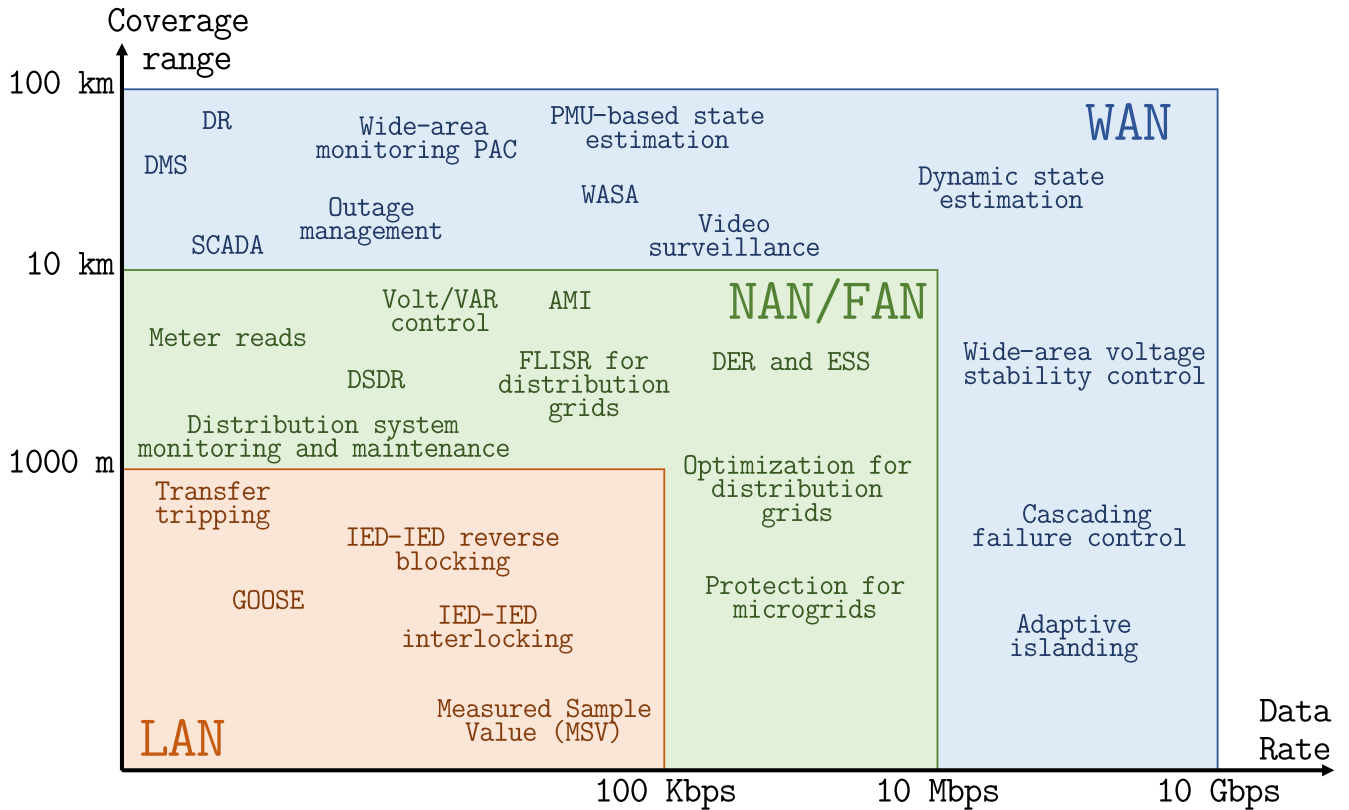 Coverage
range
100 km
DR
Wide-area
monitoring PAC
PMU-based state
estimation
WAN
DMS
Dynamic state
estimation
WASA
Outage
management
Video
surveillance
SCADA
10 km
Volt/VAR
control
AMI
NAN/FAN
Meter reads
FLISR for
distribution
grids
DER and ESS
Wide-area voltage
stability control
DSDR
Distribution system
monitoring and maintenance
1000 m
Optimization for
distribution
grids
Transfer
tripping
IED-IED reverse
blocking
Cascading
failure control
GOOSE
IED-IED
interlocking
Protection for
microgrids
Adaptive
islanding
Measured Sample
Value (MSV)
LAN
Data
Rate
100 Kbps
10 Mbps
10 Gbps